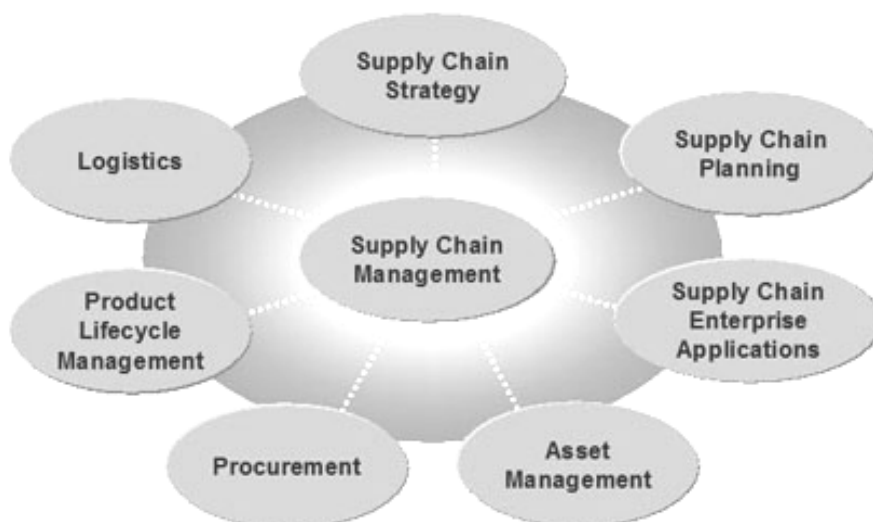 Supply Chain
Strategy
Logistics
Supply Chain
Planning
Supply Chain
Management
Product
Lifecycle
Management
Supply Chain
Enterprise
Applications
Procurement
Asset
Management